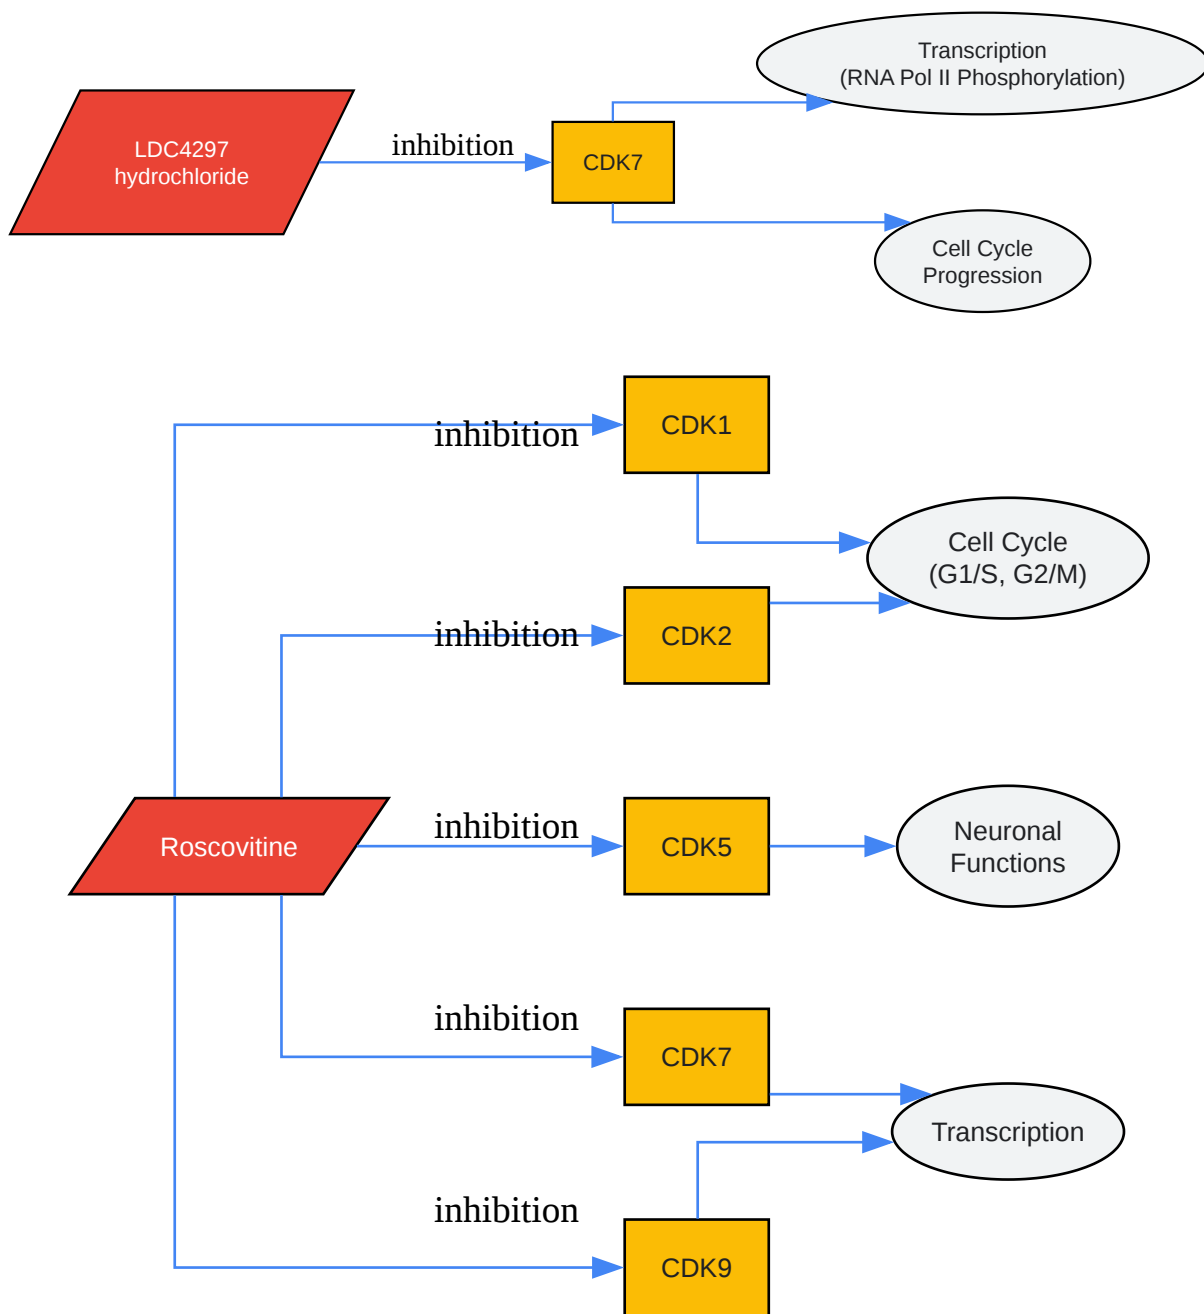 Transcription
(RNA Pol II Phosphorylation)
LDC4297
hydrochloride
inhibition
CDK7
Cell Cycle
Progression
inhibition
CDK1
Cell Cycle
(G1/S, G2/M)
inhibition
CDK2
Roscovitine
inhibition
CDK5
Neuronal
Functions
inhibition
CDK7
Transcription
inhibition
CDK9